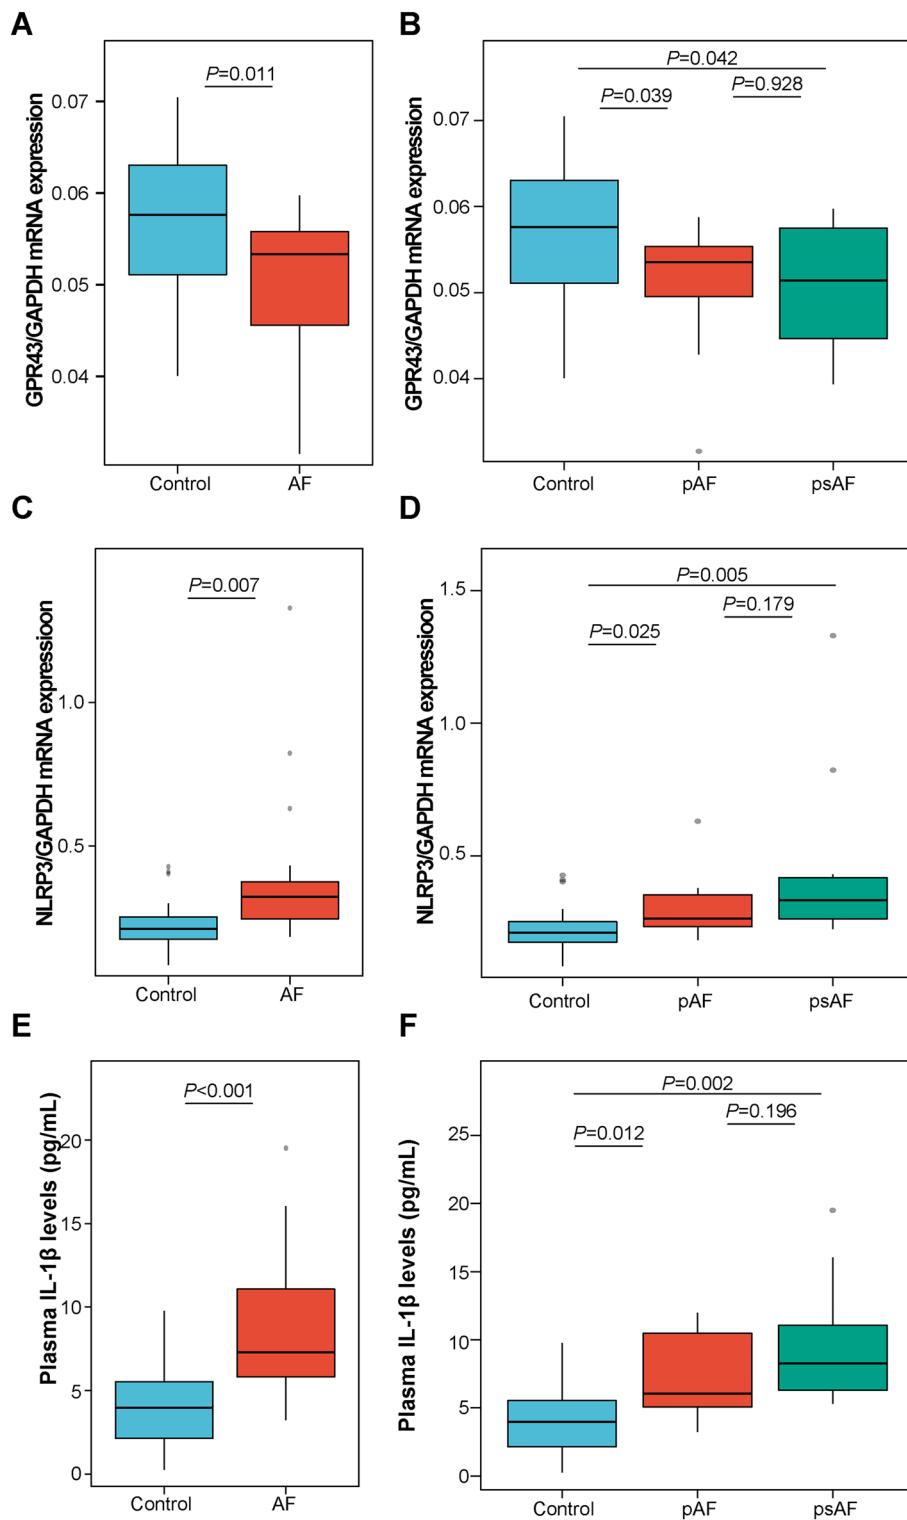 A
GPR43/GAPDH mRNA expression
0.07
0.06
0.05
0.04
P=0.011
Control
AF
B
GPR43/GAPDH mRNA expression
0.07
0.06
0.05
0.04
P=0.042
P=0.039
P=0.928
Control
pAF
psAF
C
NLRP3/GAPDH mRNA expressioon
1.0
0.5
P=0.007
Control
AF
D
NLRP3/GAPDH mRNA expressioon
1.5
1.0
0.5
P=0.005
P=0.179
P=0.025
Control
pAF
psAF
E
Plasma IL-1β levels (pg/mL)
20
15
10
5
0
P<0.001
Control
AF
F
Plasma IL-1β levels (pg/mL)
25
20
15
10
5
0
P=0.002
P=0.196
P=0.012
Control
pAF
psAF